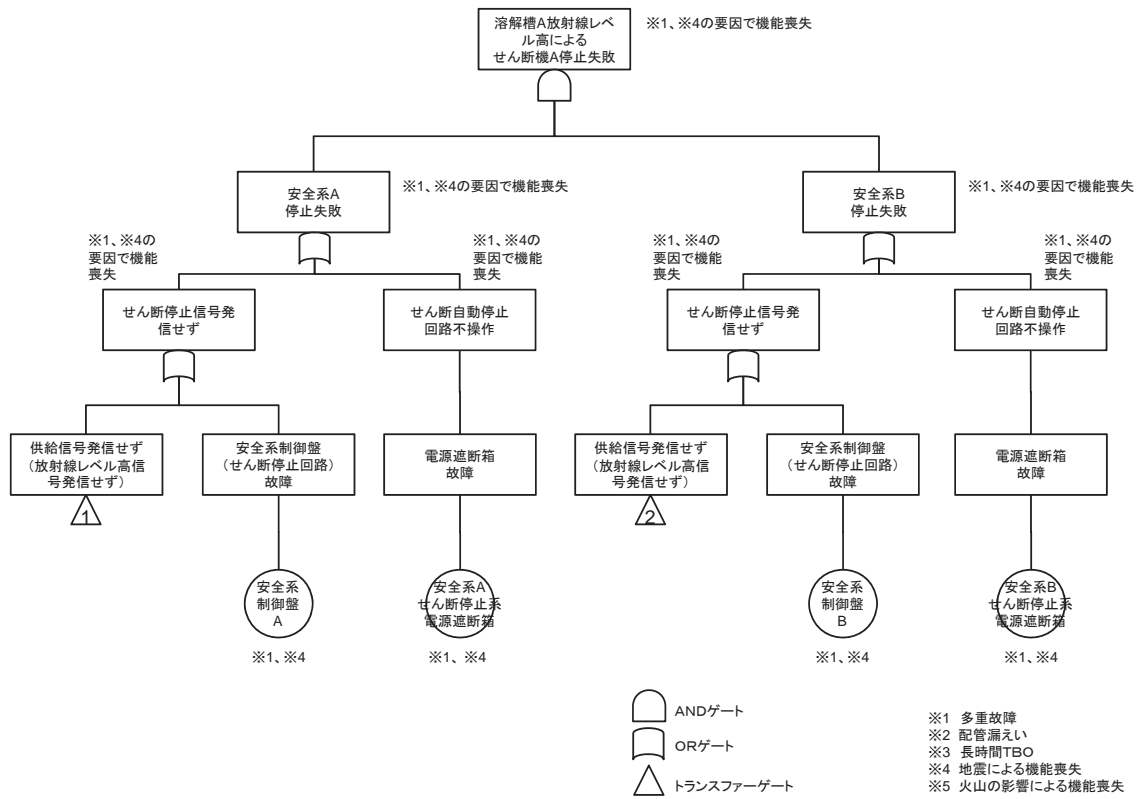 溶解槽A放射線レベ
ル高による
せん断機A停止失敗
※1、※4の要因で機能喪失
安全系A
停止失敗
※1、※4の要因で機能喪失
安全系B
停止失敗
※1、※4の要因で機能喪失
※1、※4の
要因で機能
喪失
※1、※4の
要因で機能
喪失
※1、※4の
要因で機能
喪失
※1、※4の
要因で機能
喪失
せん断停止信号発
信せず
せん断自動停止
回路不操作
せん断停止信号発
信せず
せん断自動停止
回路不操作
供給信号発信せず
（放射線レベル高信
号発信せず）
1
安全系制御盤
（せん断停止回路）
故障
電源遮断箱
故障
供給信号発信せず
（放射線レベル高信
号発信せず）
2
安全系制御盤
（せん断停止回路）
故障
電源遮断箱
故障
安全系
制御盤
A
※1、※4
安全系A
せん断停止系
電源遮断箱
※1、※4
安全系
制御盤
B
※1、※4
安全系B
せん断停止系
電源遮断箱
※1、※4
ANDゲート
ORゲート
トランスファーゲート
※1 多重故障
※2 配管漏えい
※3 長時間TBO
※4 地震による機能喪失
※5 火山の影響による機能喪失